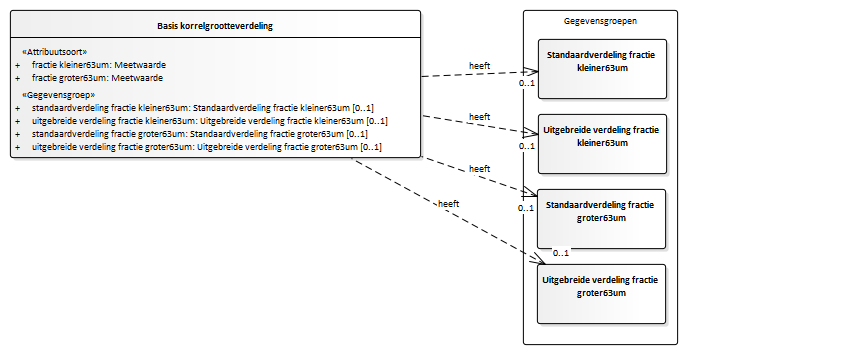 Basis korrelgrootteverdeling
«Attribuutsoort»
+ fractie kleiner63um: Meetwaarde
+ fractie groter63um: Meetwaarde
«Gegevensgroep»
+ standaardverdeling fractie kleiner63um: Standaardverdeling fractie kleiner63um [0..1]
+ uitgebreide verdeling fractie kleiner63um: Uitgebreide verdeling fractie kleiner63um [0..1]
+ standaardverdeling fractie groter63um: Standaardverdeling fractie groter63um [0..1]
+ uitgebreide verdeling fractie groter63um: Uitgebreide verdeling fractie groter63um [0..1]
heeft
0..1
heeft
0..1
heeft
0..1
heeft
0..1
Gegevensgroepen
Standaardverdeling fractie
kleiner63um
Uitgebreide verdeling fractie
kleiner63um
Standaardverdeling fractie
groter63um
Uitgebreide verdeling fractie
groter63um